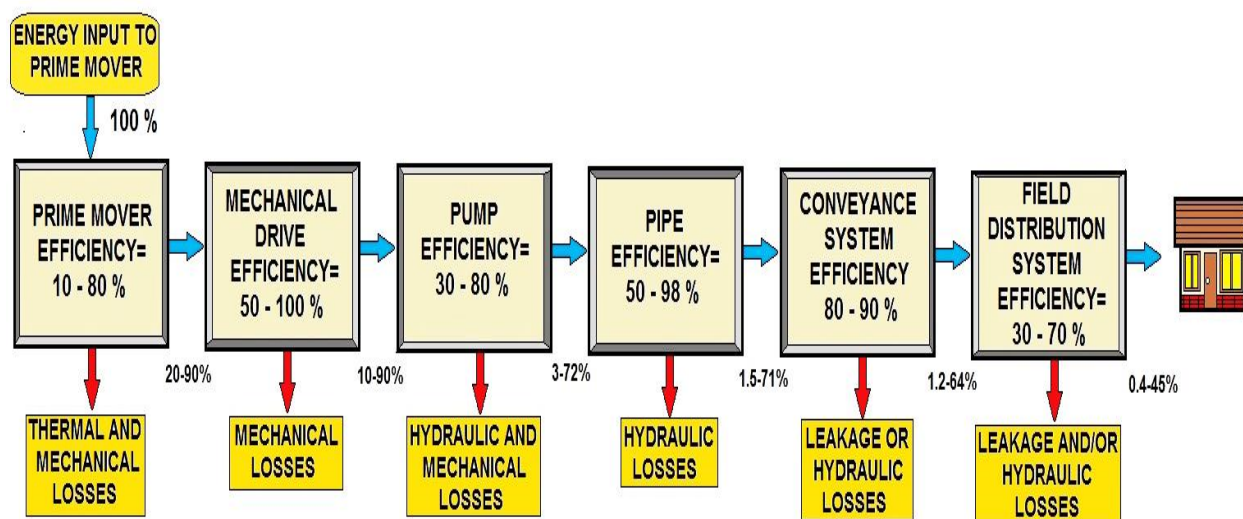 ENERGY INPUT TO
PRIME MOVER
100 %
PRIME MOVER
EFFICIENCY=
10 - 80 %
MECHANICAL
DRIVE
EFFICIENCY=
50 - 100 %
PUMP
EFFICIENCY=
30 - 80 %
PIPE
EFFICIENCY=
50 - 98 %
CONVEYANCE
SYSTEM
EFFICIENCY
80 - 90 %
FIELD
DISTRIBUTION
SYSTEM
EFFICIENCY=
30 - 70 %
20-90%
10-90%
3-72%
1.5-71%
1.2-64%
0.4-45%
THERMAL AND
MECHANICAL
LOSSES
MECHANICAL
LOSSES
HYDRAULIC AND
MECHANICAL
LOSSES
HYDRAULIC
LOSSES
LEAKAGE OR
HYDRAULIC
LOSSES
LEAKAGE AND/OR
HYDRAULIC
LOSSES